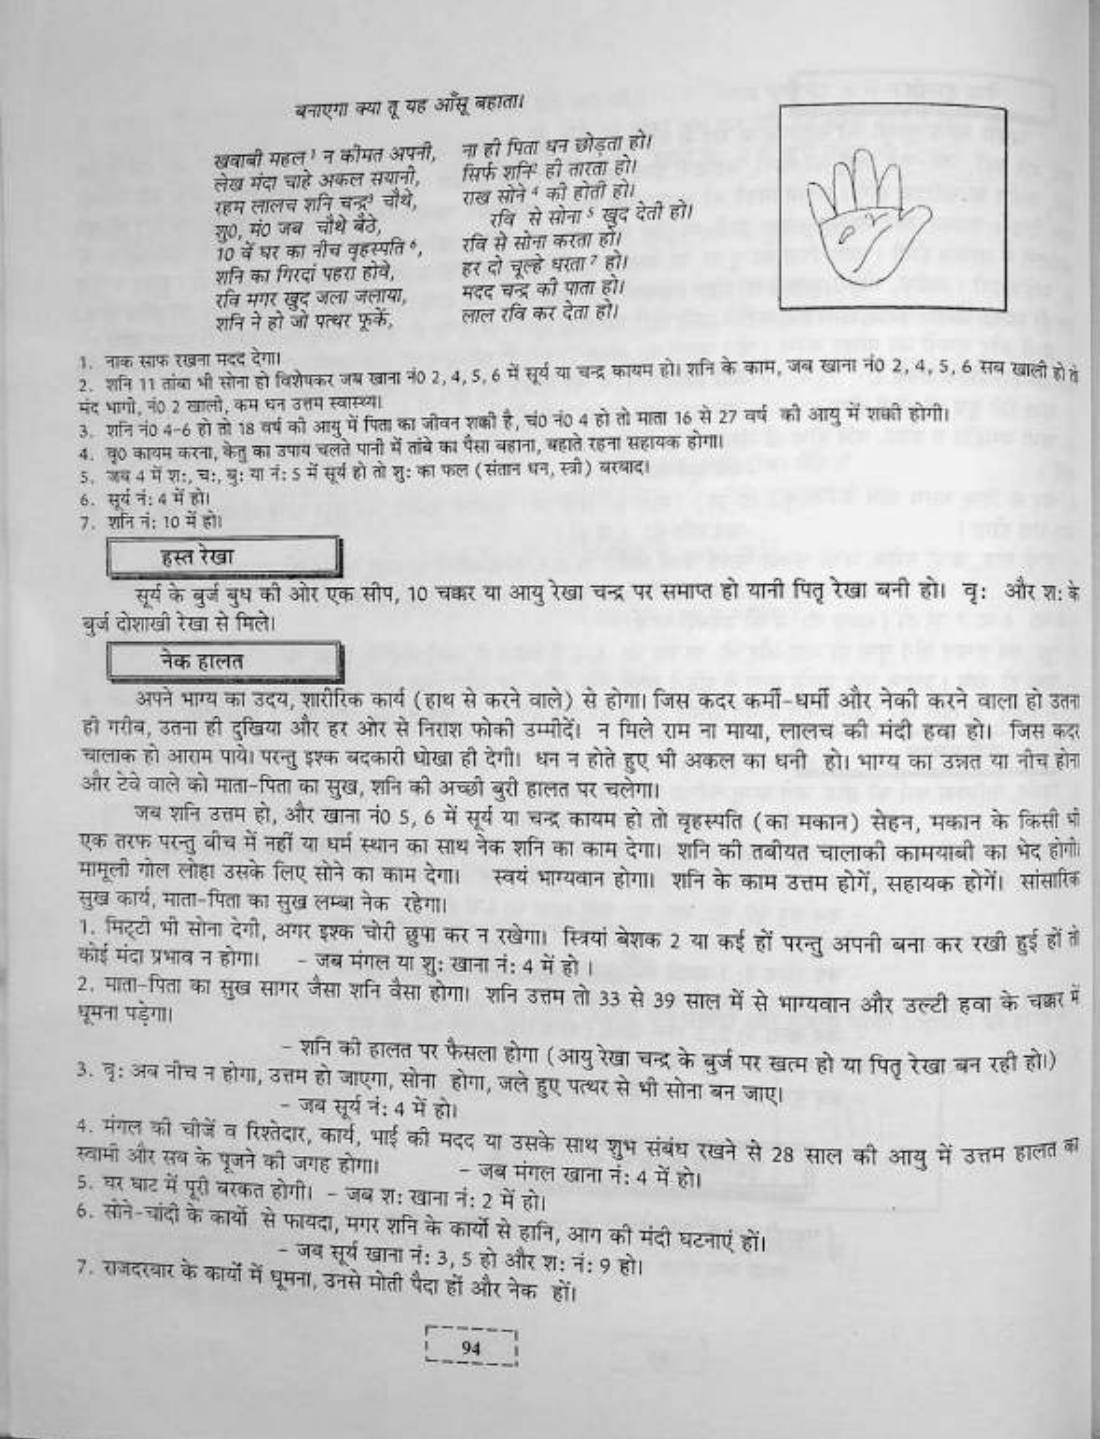 बनाएगा क्या तू यह आँसू बहाता।
ख्वाबी महल¹ न कीमत अपनी, ना ही पिता धन छोड़ता हो।
लेख मंदा चाहे अकल सयानी, सिर्फ शनि² ही तारता हो।
रहम लालच शनि चन्द्र³ चौथे, राख सोने⁴ की होती हो।
शु0, मं0 जब चौथे बैठे, रवि से सोना⁵ खुद देती हो।
10 वें घर का नीच वृहस्पति⁶, रवि से सोना करता हो।
शनि का गिरदां पहरा होवे, हर दो चूल्हे धरता⁷ हो।
रवि मगर खुद जला जलाया, मदद चन्द्र की पाता हो।
शनि ने हो जो पत्थर फूकें, लाल रवि कर देता हो।
1. नाक साफ रखना मदद देगा।
2. शनि 11 तांबा भी सोना हो विशेषकर जब खाना नं0 2, 4, 5, 6 में सूर्य या चन्द्र कायम हो। शनि के काम, जब खाना नं0 2, 4, 5, 6 सब खाली हो तो
मंद भागी, नं0 2 खाली, कम धन उत्तम स्वास्थ्य।
3. शनि नं0 4-6 हो तो 18 वर्ष की आयु में पिता का जीवन शक्की है, चं0 नं0 4 हो तो माता 16 से 27 वर्ष की आयु में शक्की होगी।
4. वृ0 कायम करना, केतु का उपाय चलते पानी में तांबे का पैसा बहाना, बहाते रहना सहायक होगा।
5. जब 4 में श:, च:, बु: या नं: 5 में सूर्य हो तो शु: का फल (संतान धन, स्त्री) बरबाद।
6. सूर्य नं: 4 में हो।
7. शनि नं: 10 में हो।
हस्त रेखा
सूर्य के बुर्ज बुध की ओर एक सीप, 10 चक्कर या आयु रेखा चन्द्र पर समाप्त हो यानी पितृ रेखा बनी हो। वृ: और श: के
बुर्ज दोशाखी रेखा से मिले।
नेक हालत
अपने भाग्य का उदय, शारीरिक कार्य (हाथ से करने वाले) से होगा। जिस कदर कर्मी-धर्मी और नेकी करने वाला हो उतना
ही गरीब, उतना ही दुखिया और हर ओर से निराश फोकी उम्मीदें। न मिले राम ना माया, लालच की मंदी हवा हो। जिस कदर
चालाक हो आराम पाये। परन्तु इश्क बदकारी धोखा ही देगी। धन न होते हुए भी अकल का धनी हो। भाग्य का उन्नत या नीच होना
और टेवे वाले को माता-पिता का सुख, शनि की अच्छी बुरी हालत पर चलेगा।
जब शनि उत्तम हो, और खाना नं0 5, 6 में सूर्य या चन्द्र कायम हो तो वृहस्पति (का मकान) सेहन, मकान के किसी भी
एक तरफ परन्तु बीच में नहीं या धर्म स्थान का साथ नेक शनि का काम देगा। शनि की तबीयत चालाकी कामयाबी का भेद होगी।
मामूली गोल लोहा उसके लिए सोने का काम देगा। स्वयं भाग्यवान होगा। शनि के काम उत्तम होगें, सहायक होगें। सांसारिक
सुख कार्य, माता-पिता का सुख लम्बा नेक रहेगा।
1. मिट्टी भी सोना देगी, अगर इश्क चोरी छुपा कर न रखेगा। स्त्रियां बेशक 2 या कई हों परन्तु अपनी बना कर रखी हुई हों तो
कोई मंदा प्रभाव न होगा। - जब मंगल या शु: खाना नं: 4 में हो ।
2. माता-पिता का सुख सागर जैसा शनि वैसा होगा। शनि उत्तम तो 33 से 39 साल में से भाग्यवान और उल्टी हवा के चक्कर में
घूमना पड़ेगा।
- शनि की हालत पर फैसला होगा (आयु रेखा चन्द्र के बुर्ज पर खत्म हो या पितृ रेखा बन रही हो।)
3. वृ: अब नीच न होगा, उत्तम हो जाएगा, सोना होगा, जले हुए पत्थर से भी सोना बन जाए।
- जब सूर्य नं: 4 में हो।
4. मंगल की चीजें व रिश्तेदार, कार्य, भाई की मदद या उसके साथ शुभ संबंध रखने से 28 साल की आयु में उत्तम हालत का
स्वामी और सब के पूजने की जगह होगा। - जब मंगल खाना नं: 4 में हो।
5. घर घाट में पूरी बरकत होगी। - जब श: खाना नं: 2 में हो।
6. सोने-चांदी के कार्यो से फायदा, मगर शनि के कार्यो से हानि, आग की मंदी घटनाएं हों।
- जब सूर्य खाना नं: 3, 5 हो और श: नं: 9 हो।
7. राजदरबार के कार्यो में घूमना, उनसे मोती पैदा हों और नेक हों।
94